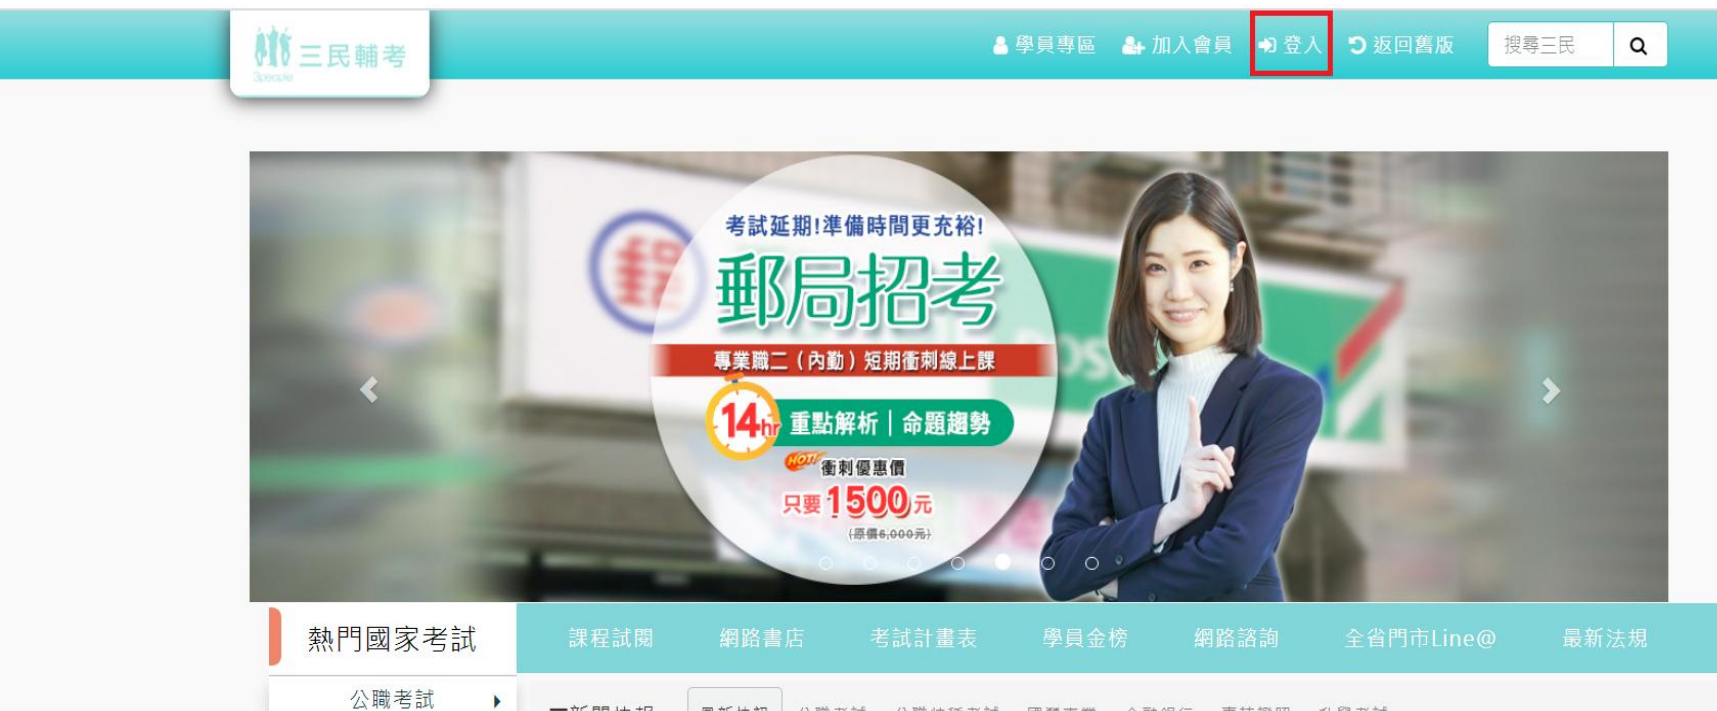 三民輔考
3people
學員專區 加入會員 登入 返回舊版 搜尋三民
郵
考試延期!準備時間更充裕!
郵局招考
專業職二（內勤）短期衝刺線上課
14hr 重點解析｜命題趨勢
HOT! 衝刺優惠價
只要1500元
(原價6,000元)
熱門國家考試 課程試閱 網路書店 考試計畫表 學員金榜 網路諮詢 全省門市Line@ 最新法規
公職考試